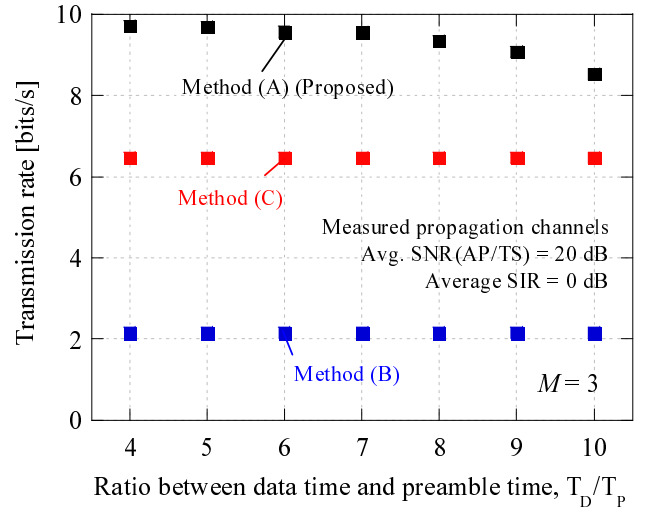 10
8
6
4
2
0
Transmission rate [bits/s]
Method (A) (Proposed)
Method (C)
Measured propagation channels
Avg. SNR(AP/TS) = 20 dB
Average SIR = 0 dB
Method (B)
M = 3
4 5 6 7 8 9 10
Ratio between data time and preamble time, T_D/T_P